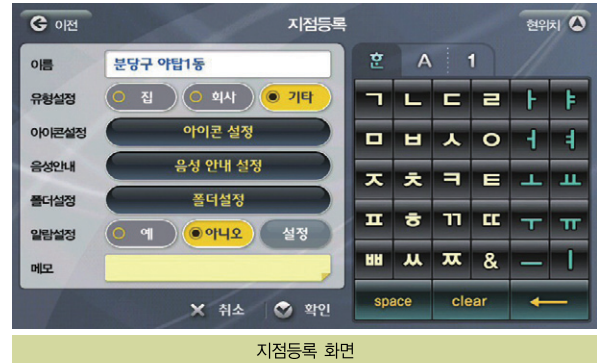 이전 지점등록 현위치
이름 분당구 야탑1동
유형설정 집 회사 기타
아이콘설정 아이콘 설정
음성안내 음성 안내 설정
폴더설정 폴더설정
알람설정 예 아니오 설정
메모
취소 확인
훈 A 1
ㄱ ㄴ ㄷ ㄹ ㅏ ㅑ
ㅁ ㅂ ㅅ ㅇ ㅓ ㅕ
ㅈ ㅊ ㅋ ㅌ ㅗ ㅛ
ㅍ ㅎ ㄲ ㄸ ㅜ ㅠ
ㅃ ㅆ ㅉ & ㅡ ㅣ
space clear ←
지점등록 화면